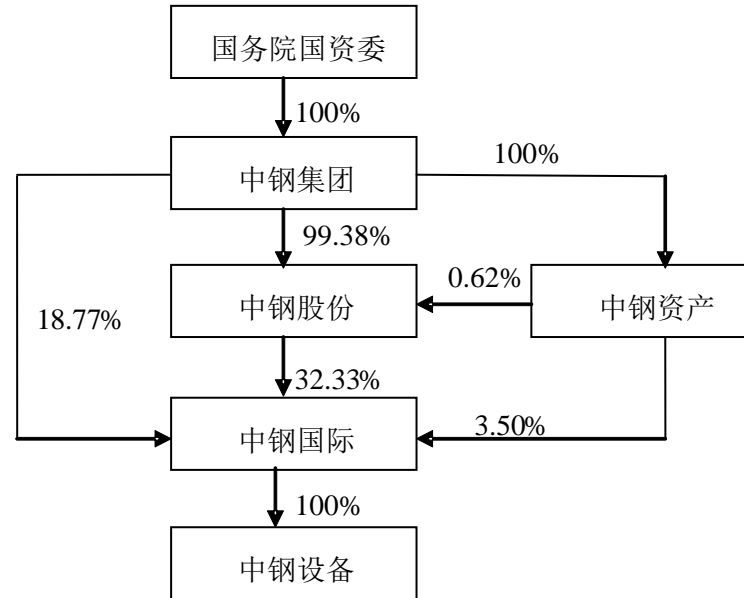 国务院国资委
100%
中钢集团
100%
99.38%
中钢股份
0.62%
中钢资产
18.77%
32.33%
中钢国际
3.50%
100%
中钢设备